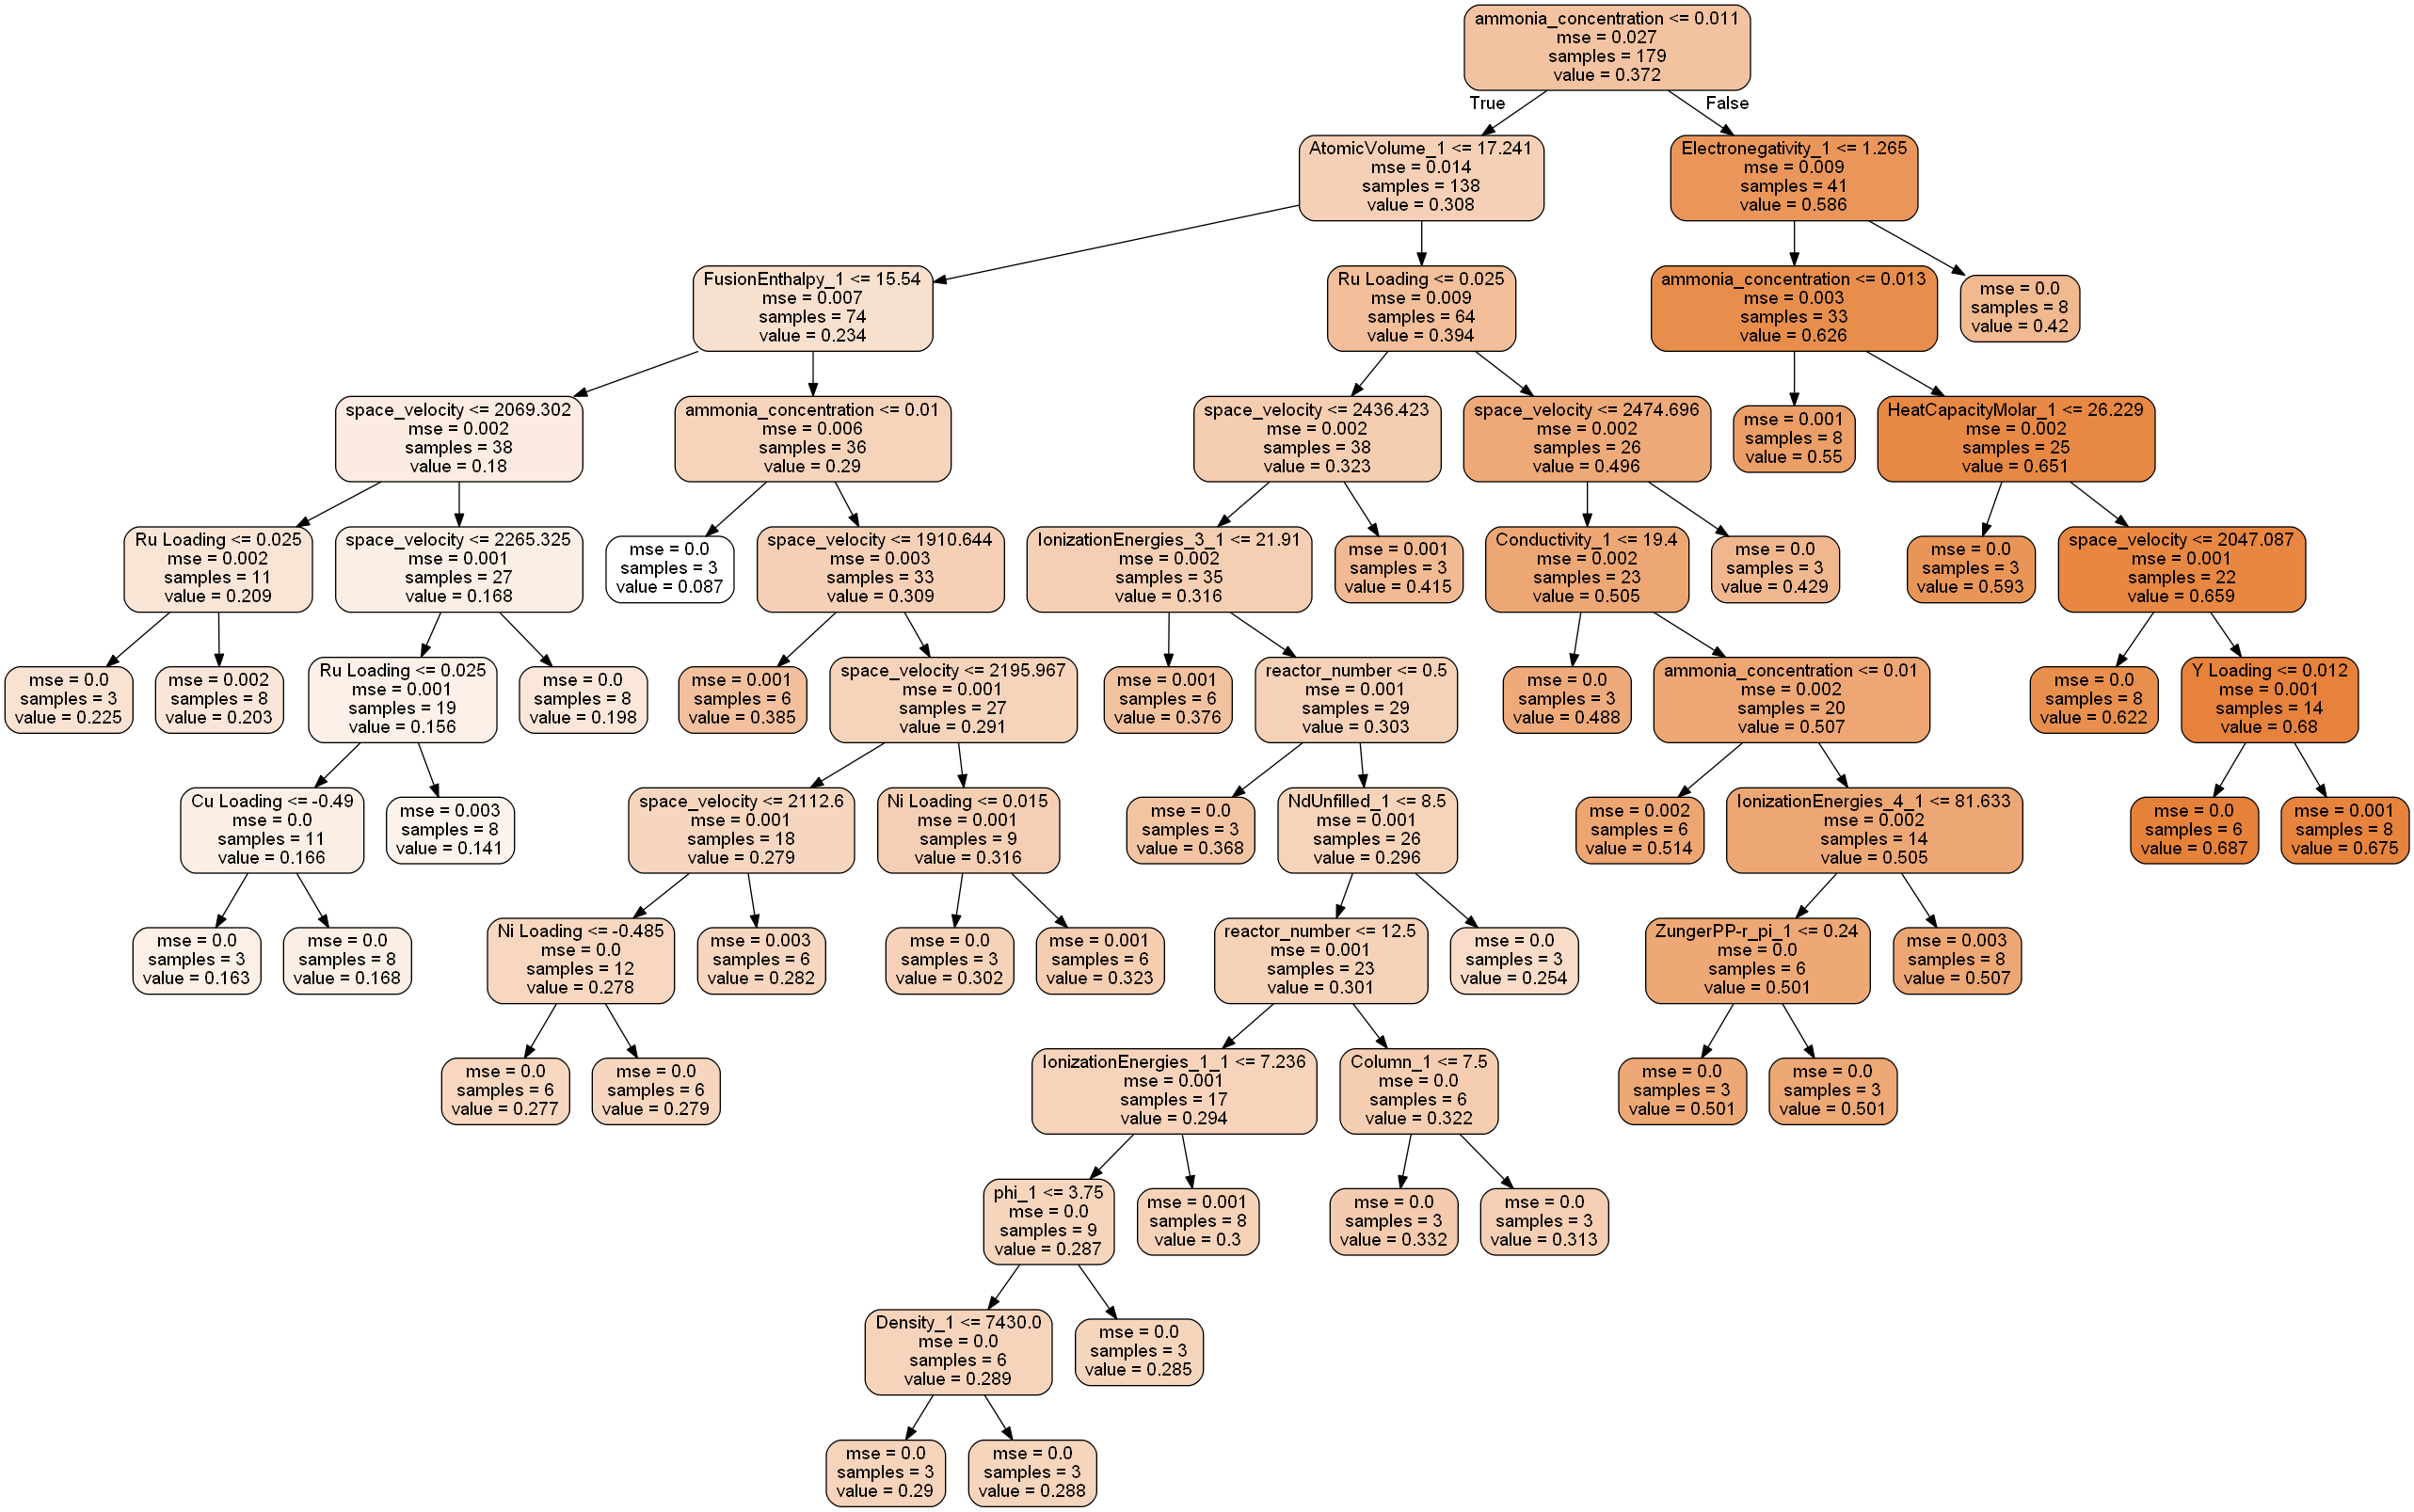 ammonia_concentration <= 0.011
mse = 0.027
samples = 179
value = 0.372
True
False
AtomicVolume_1 <= 17.241
mse = 0.014
samples = 138
value = 0.308
Electronegativity_1 <= 1.265
mse = 0.009
samples = 41
value = 0.586
FusionEnthalpy_1 <= 15.54
mse = 0.007
samples = 74
value = 0.234
Ru Loading <= 0.025
mse = 0.009
samples = 64
value = 0.394
ammonia_concentration <= 0.013
mse = 0.003
samples = 33
value = 0.626
mse = 0.0
samples = 8
value = 0.42
space_velocity <= 2069.302
mse = 0.002
samples = 38
value = 0.18
ammonia_concentration <= 0.01
mse = 0.006
samples = 36
value = 0.29
space_velocity <= 2436.423
mse = 0.002
samples = 38
value = 0.323
space_velocity <= 2474.696
mse = 0.002
samples = 26
value = 0.496
mse = 0.001
samples = 8
value = 0.55
HeatCapacityMolar_1 <= 26.229
mse = 0.002
samples = 25
value = 0.651
Ru Loading <= 0.025
mse = 0.002
samples = 11
value = 0.209
space_velocity <= 2265.325
mse = 0.001
samples = 27
value = 0.168
mse = 0.0
samples = 3
value = 0.087
space_velocity <= 1910.644
mse = 0.003
samples = 33
value = 0.309
IonizationEnergies_3_1 <= 21.91
mse = 0.002
samples = 35
value = 0.316
mse = 0.001
samples = 3
value = 0.415
Conductivity_1 <= 19.4
mse = 0.002
samples = 23
value = 0.505
mse = 0.0
samples = 3
value = 0.429
mse = 0.0
samples = 3
value = 0.593
space_velocity <= 2047.087
mse = 0.001
samples = 22
value = 0.659
mse = 0.0
samples = 3
value = 0.225
mse = 0.002
samples = 8
value = 0.203
Ru Loading <= 0.025
mse = 0.001
samples = 19
value = 0.156
mse = 0.0
samples = 8
value = 0.198
mse = 0.001
samples = 6
value = 0.385
space_velocity <= 2195.967
mse = 0.001
samples = 27
value = 0.291
mse = 0.001
samples = 6
value = 0.376
reactor_number <= 0.5
mse = 0.001
samples = 29
value = 0.303
mse = 0.0
samples = 3
value = 0.488
ammonia_concentration <= 0.01
mse = 0.002
samples = 20
value = 0.507
mse = 0.0
samples = 8
value = 0.622
Y Loading <= 0.012
mse = 0.001
samples = 14
value = 0.68
Cu Loading <= -0.49
mse = 0.0
samples = 11
value = 0.166
mse = 0.003
samples = 8
value = 0.141
space_velocity <= 2112.6
mse = 0.001
samples = 18
value = 0.279
Ni Loading <= 0.015
mse = 0.001
samples = 9
value = 0.316
mse = 0.0
samples = 3
value = 0.368
NdUnfilled_1 <= 8.5
mse = 0.001
samples = 26
value = 0.296
mse = 0.002
samples = 6
value = 0.514
IonizationEnergies_4_1 <= 81.633
mse = 0.002
samples = 14
value = 0.505
mse = 0.0
samples = 6
value = 0.687
mse = 0.001
samples = 8
value = 0.675
mse = 0.0
samples = 3
value = 0.163
mse = 0.0
samples = 8
value = 0.168
Ni Loading <= -0.485
mse = 0.0
samples = 12
value = 0.278
mse = 0.003
samples = 6
value = 0.282
mse = 0.0
samples = 3
value = 0.302
mse = 0.001
samples = 6
value = 0.323
reactor_number <= 12.5
mse = 0.001
samples = 23
value = 0.301
mse = 0.0
samples = 3
value = 0.254
ZungerPP-r_pi_1 <= 0.24
mse = 0.0
samples = 6
value = 0.501
mse = 0.003
samples = 8
value = 0.507
mse = 0.0
samples = 6
value = 0.277
mse = 0.0
samples = 6
value = 0.279
IonizationEnergies_1_1 <= 7.236
mse = 0.001
samples = 17
value = 0.294
Column_1 <= 7.5
mse = 0.0
samples = 6
value = 0.322
mse = 0.0
samples = 3
value = 0.501
mse = 0.0
samples = 3
value = 0.501
phi_1 <= 3.75
mse = 0.0
samples = 9
value = 0.287
mse = 0.001
samples = 8
value = 0.3
mse = 0.0
samples = 3
value = 0.332
mse = 0.0
samples = 3
value = 0.313
Density_1 <= 7430.0
mse = 0.0
samples = 6
value = 0.289
mse = 0.0
samples = 3
value = 0.285
mse = 0.0
samples = 3
value = 0.29
mse = 0.0
samples = 3
value = 0.288